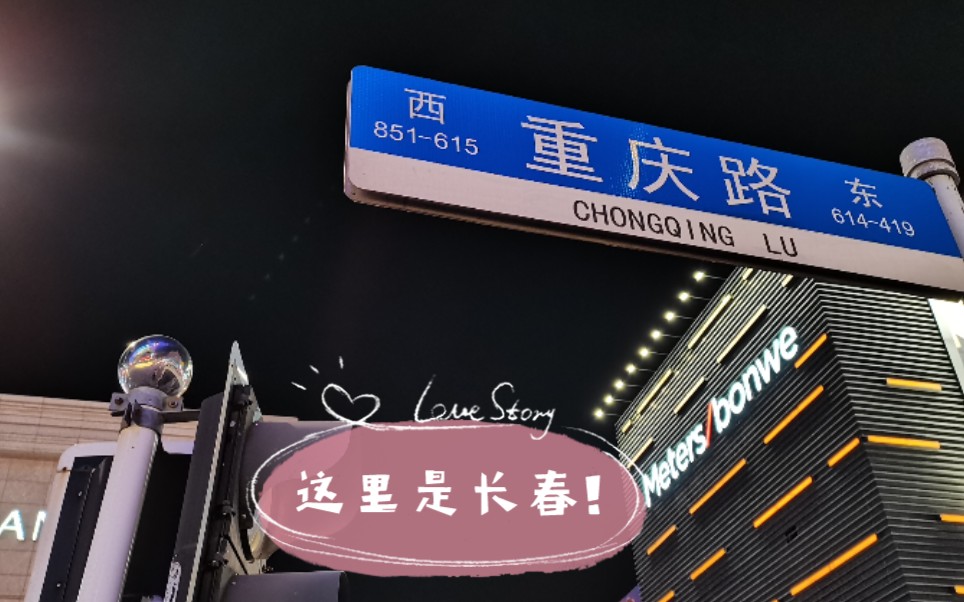 西
851-615
重庆路
东
614-419
CHONGQING LU
Meters/bonwe
Love Story
这里是长春!
AN